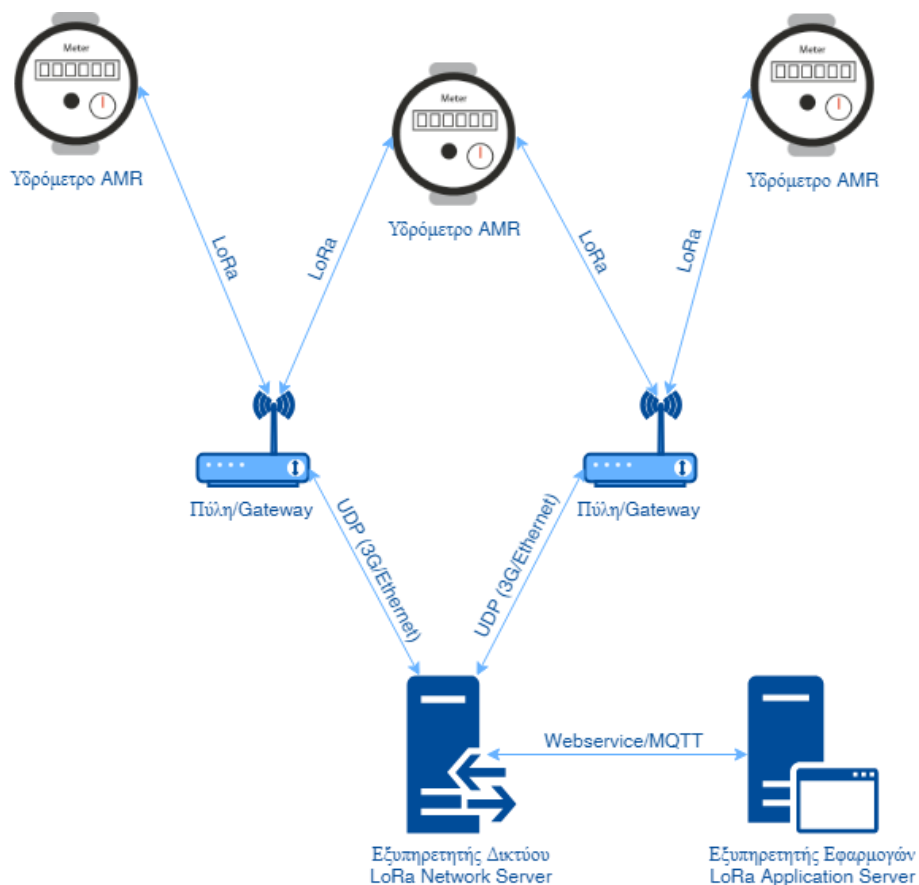 Meter
Υδρόμετρο AMR
Meter
Υδρόμετρο AMR
Meter
Υδρόμετρο AMR
LoRa
LoRa
LoRa
LoRa
Πύλη/Gateway
Πύλη/Gateway
UDP (3G/Ethernet)
UDP (3G/Ethernet)
Webservice/MQTT
Εξυπηρετητής Δικτύου
LoRa Network Server
Εξυπηρετητής Εφαρμογών
LoRa Application Server